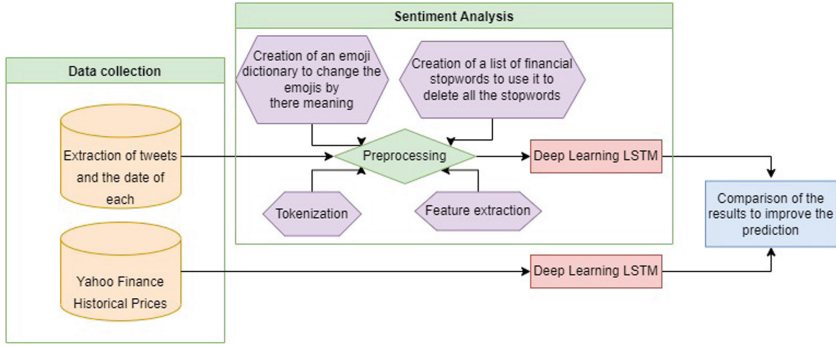 Sentiment Analysis
Data collection
Creation of an emoji
dictionary to change the
emojis by
there meaning
Creation of a list of financial
stopwords to use it to
delete all the stopwords
Extraction of tweets
and the date of
each
Preprocessing
Deep Learning LSTM
Tokenization
Feature extraction
Comparison of the
results to improve the
prediction
Yahoo Finance
Historical Prices
Deep Learning LSTM